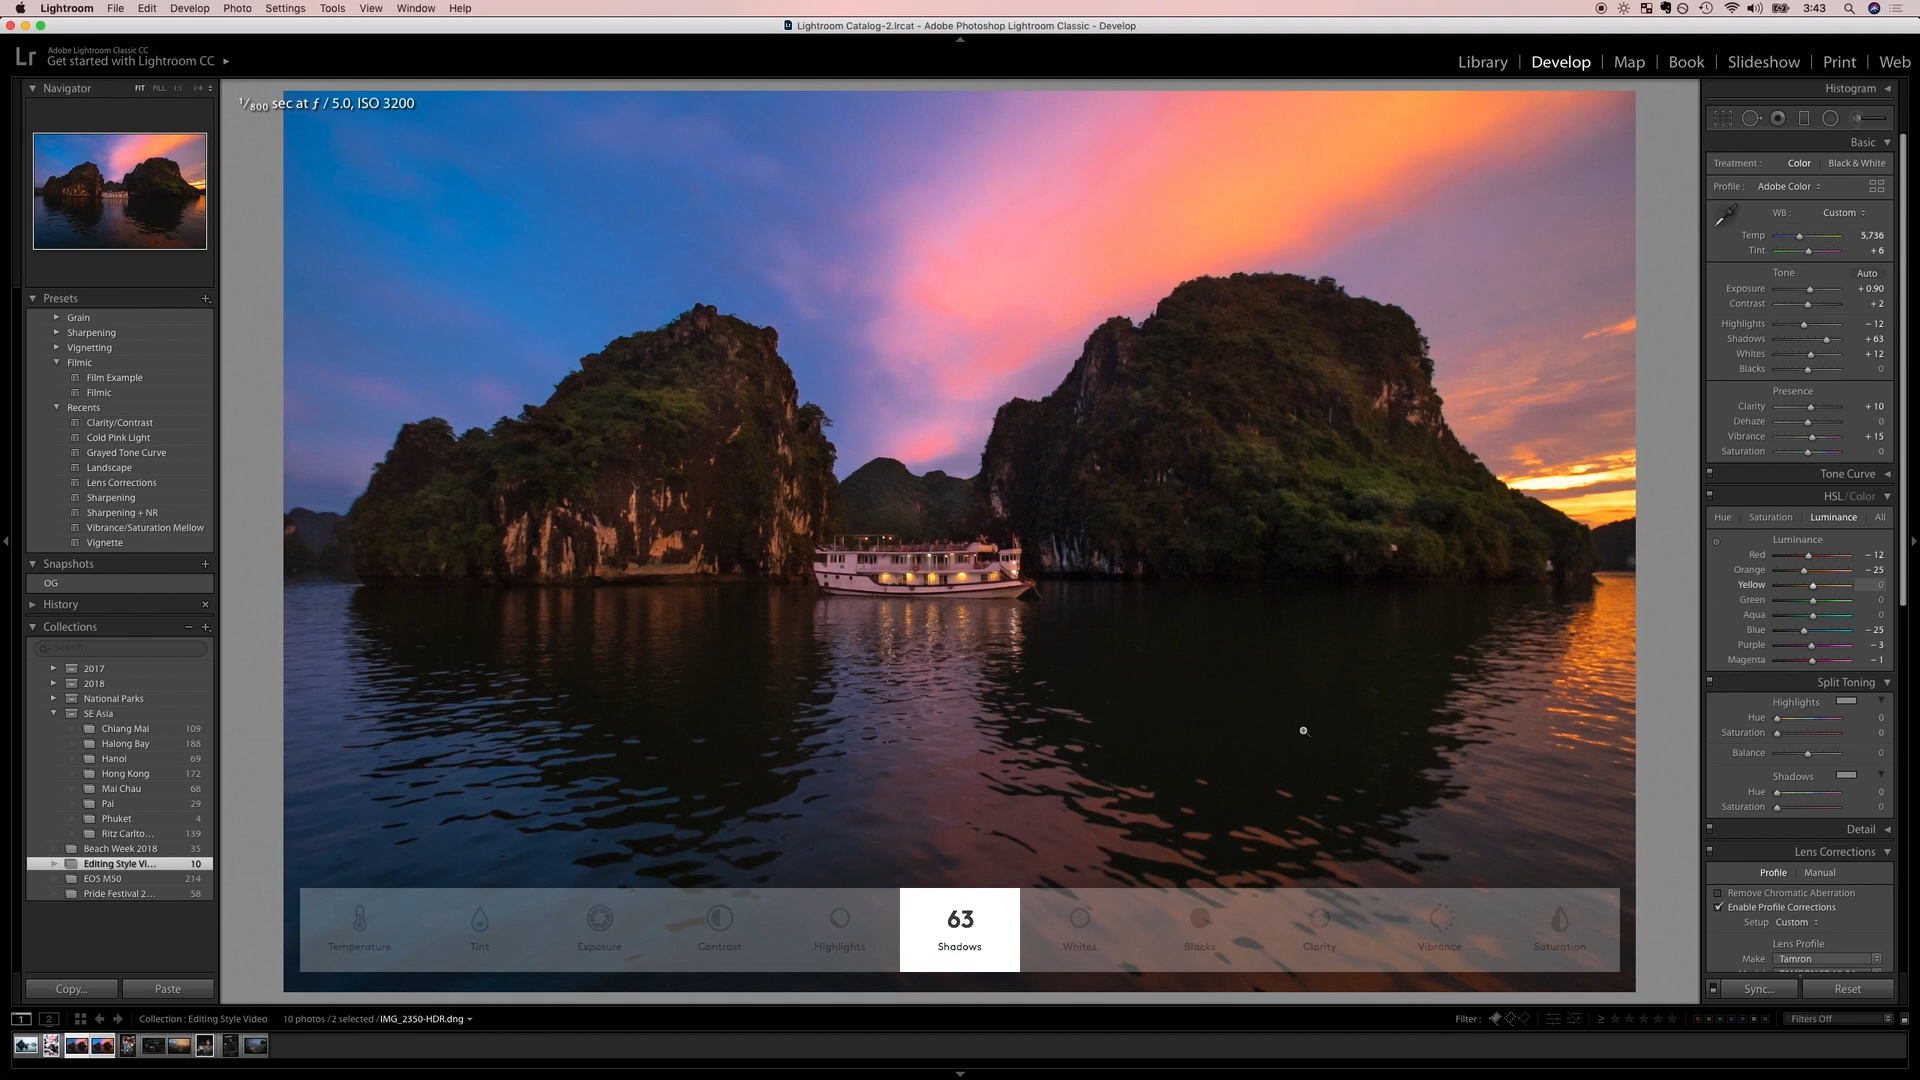 Lightroom File Edit Develop Photo Settings Tools View Window Help 3:43
Lightroom Catalog-2.lrcat - Adobe Photoshop Lightroom Classic - Develop
Lr
Adobe Lightroom Classic CC
Get started with Lightroom CC
Library | Develop | Map | Book | Slideshow | Print | Web
Navigator FIT FILL 1:1 1:4
Presets
Grain
Sharpening
Vignetting
Filmic
Film Example
Filmic
Recents
Clarity/Contrast
Cold Pink Light
Grayed Tone Curve
Landscape
Lens Corrections
Sharpening
Sharpening + NR
Vibrance/Saturation Mellow
Vignette
Snapshots
OG
History
Collections
Search
2017
2018
National Parks
SE Asia
Chiang Mai 109
Halong Bay 188
Hanoi 69
Hong Kong 172
Mai Chau 68
Pai 29
Phuket 4
Ritz Carlto... 139
Beach Week 2018 35
Editing Style Vi... 10
EOS M50 214
Pride Festival 2... 58
Copy... Paste
1/800 sec at ƒ / 5.0, ISO 3200
Temperature
Tint
Exposure
Contrast
Highlights
63
Shadows
Whites
Blacks
Clarity
Vibrance
Saturation
Histogram
Basic
Treatment : Color Black & White
Profile : Adobe Color
WB : Custom
Temp 5,736
Tint + 6
Tone Auto
Exposure + 0.90
Contrast + 2
Highlights − 12
Shadows + 63
Whites + 12
Blacks 0
Presence
Clarity + 10
Dehaze 0
Vibrance + 15
Saturation 0
Tone Curve
HSL / Color
Hue Saturation Luminance All
Luminance
Red − 12
Orange − 25
Yellow 0
Green 0
Aqua 0
Blue − 25
Purple − 3
Magenta − 1
Split Toning
Highlights
Hue 0
Saturation 0
Balance 0
Shadows
Hue 0
Saturation 0
Detail
Lens Corrections
Profile Manual
Remove Chromatic Aberration
Enable Profile Corrections
Setup Custom
Lens Profile
Make Tamron
Sync... Reset
1 2 Collection : Editing Style Video 10 photos / 2 selected / IMG_2350-HDR.dng Filter : ≥ Filters Off